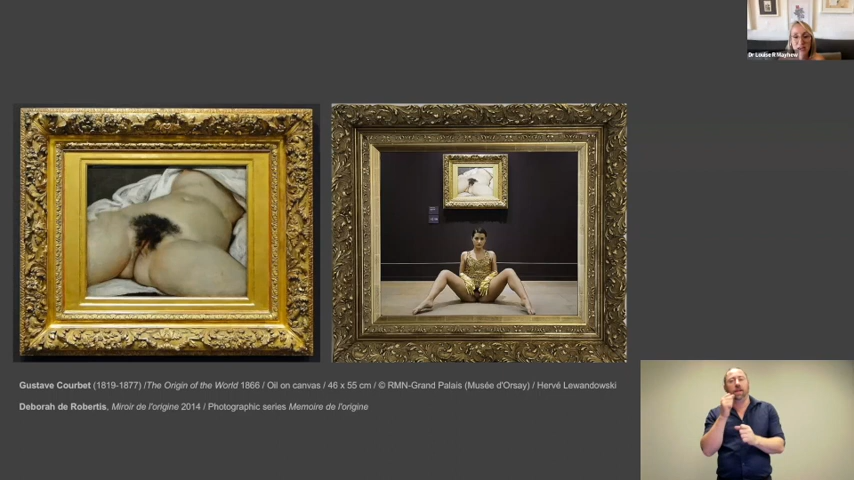 Dr Louise R Mayhew
Gustave Courbet (1819-1877) /The Origin of the World 1866 / Oil on canvas / 46 x 55 cm / © RMN-Grand Palais (Musée d'Orsay) / Hervé Lewandowski
Deborah de Robertis, Miroir de l'origine 2014 / Photographic series Memoire de l'origine